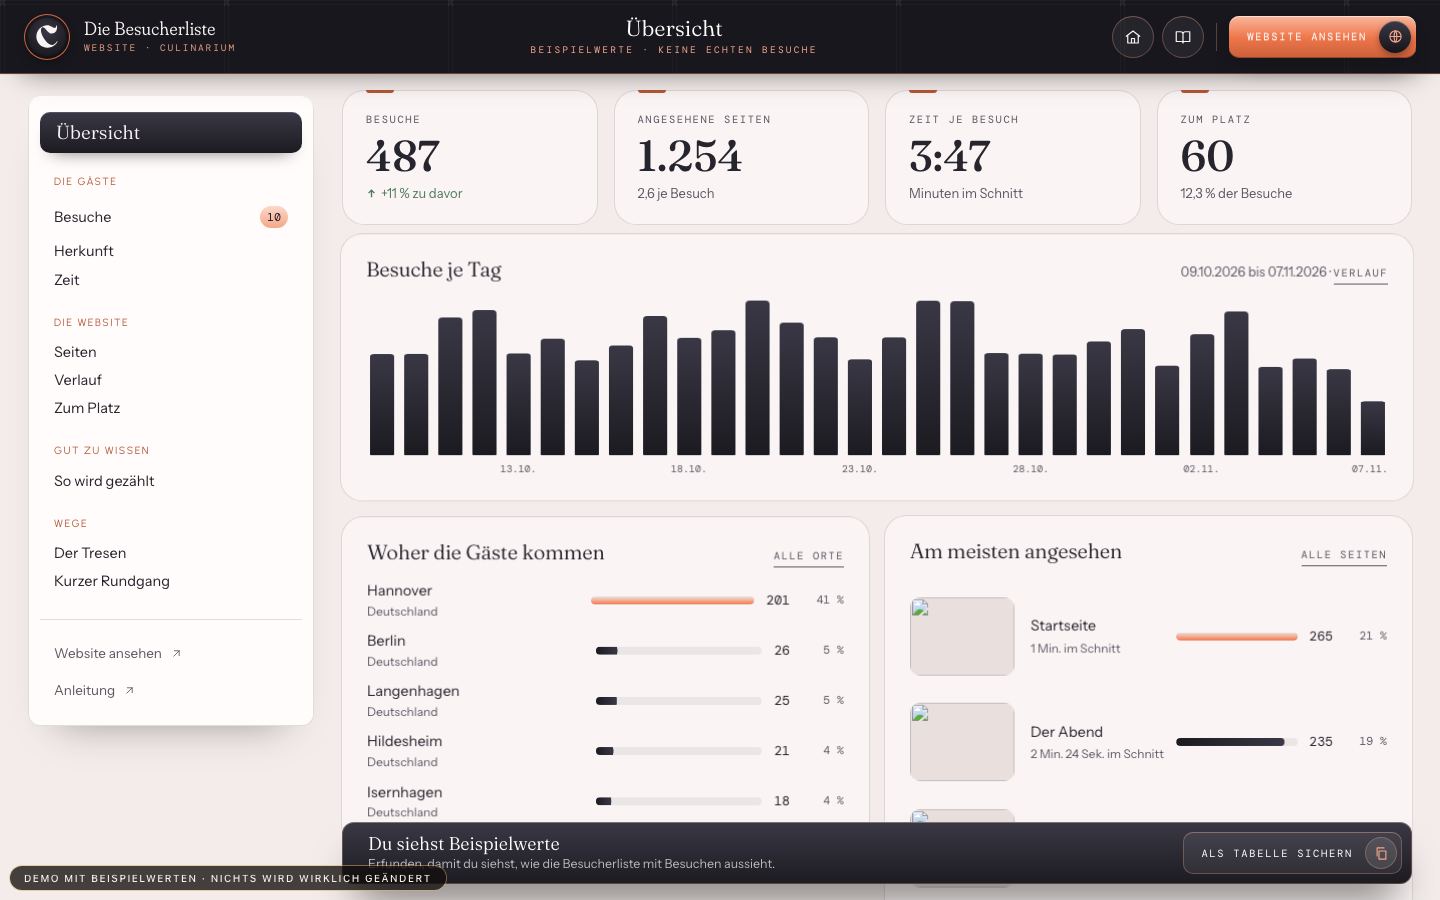 Die Besucherliste
WEBSITE · CULINARIUM
Übersicht
BEISPIELWERTE · KEINE ECHTEN BESUCHE
WEBSITE ANSEHEN
Übersicht
DIE GÄSTE
Besuche 10
Herkunft
Zeit
DIE WEBSITE
Seiten
Verlauf
Zum Platz
GUT ZU WISSEN
So wird gezählt
WEGE
Der Tresen
Kurzer Rundgang
Website ansehen ↗
Anleitung ↗
BESUCHE
487
↑ +11 % zu davor
ANGESEHENE SEITEN
1.254
2,6 je Besuch
ZEIT JE BESUCH
3:47
Minuten im Schnitt
ZUM PLATZ
60
12,3 % der Besuche
Besuche je Tag
09.10.2026 bis 07.11.2026 · VERLAUF
13.10. 18.10. 23.10. 28.10. 02.11. 07.11.
Woher die Gäste kommen
ALLE ORTE
Hannover 201 41 %
Deutschland
Berlin 26 5 %
Deutschland
Langenhagen 25 5 %
Deutschland
Hildesheim 21 4 %
Deutschland
Isernhagen 18 4 %
Deutschland
Am meisten angesehen
ALLE SEITEN
Startseite 265 21 %
1 Min. im Schnitt
Der Abend 235 19 %
2 Min. 24 Sek. im Schnitt
Du siehst Beispielwerte
Erfunden, damit du siehst, wie die Besucherliste mit Besuchen aussieht.
ALS TABELLE SICHERN
DEMO MIT BEISPIELWERTEN · NICHTS WIRD WIRKLICH GEÄNDERT